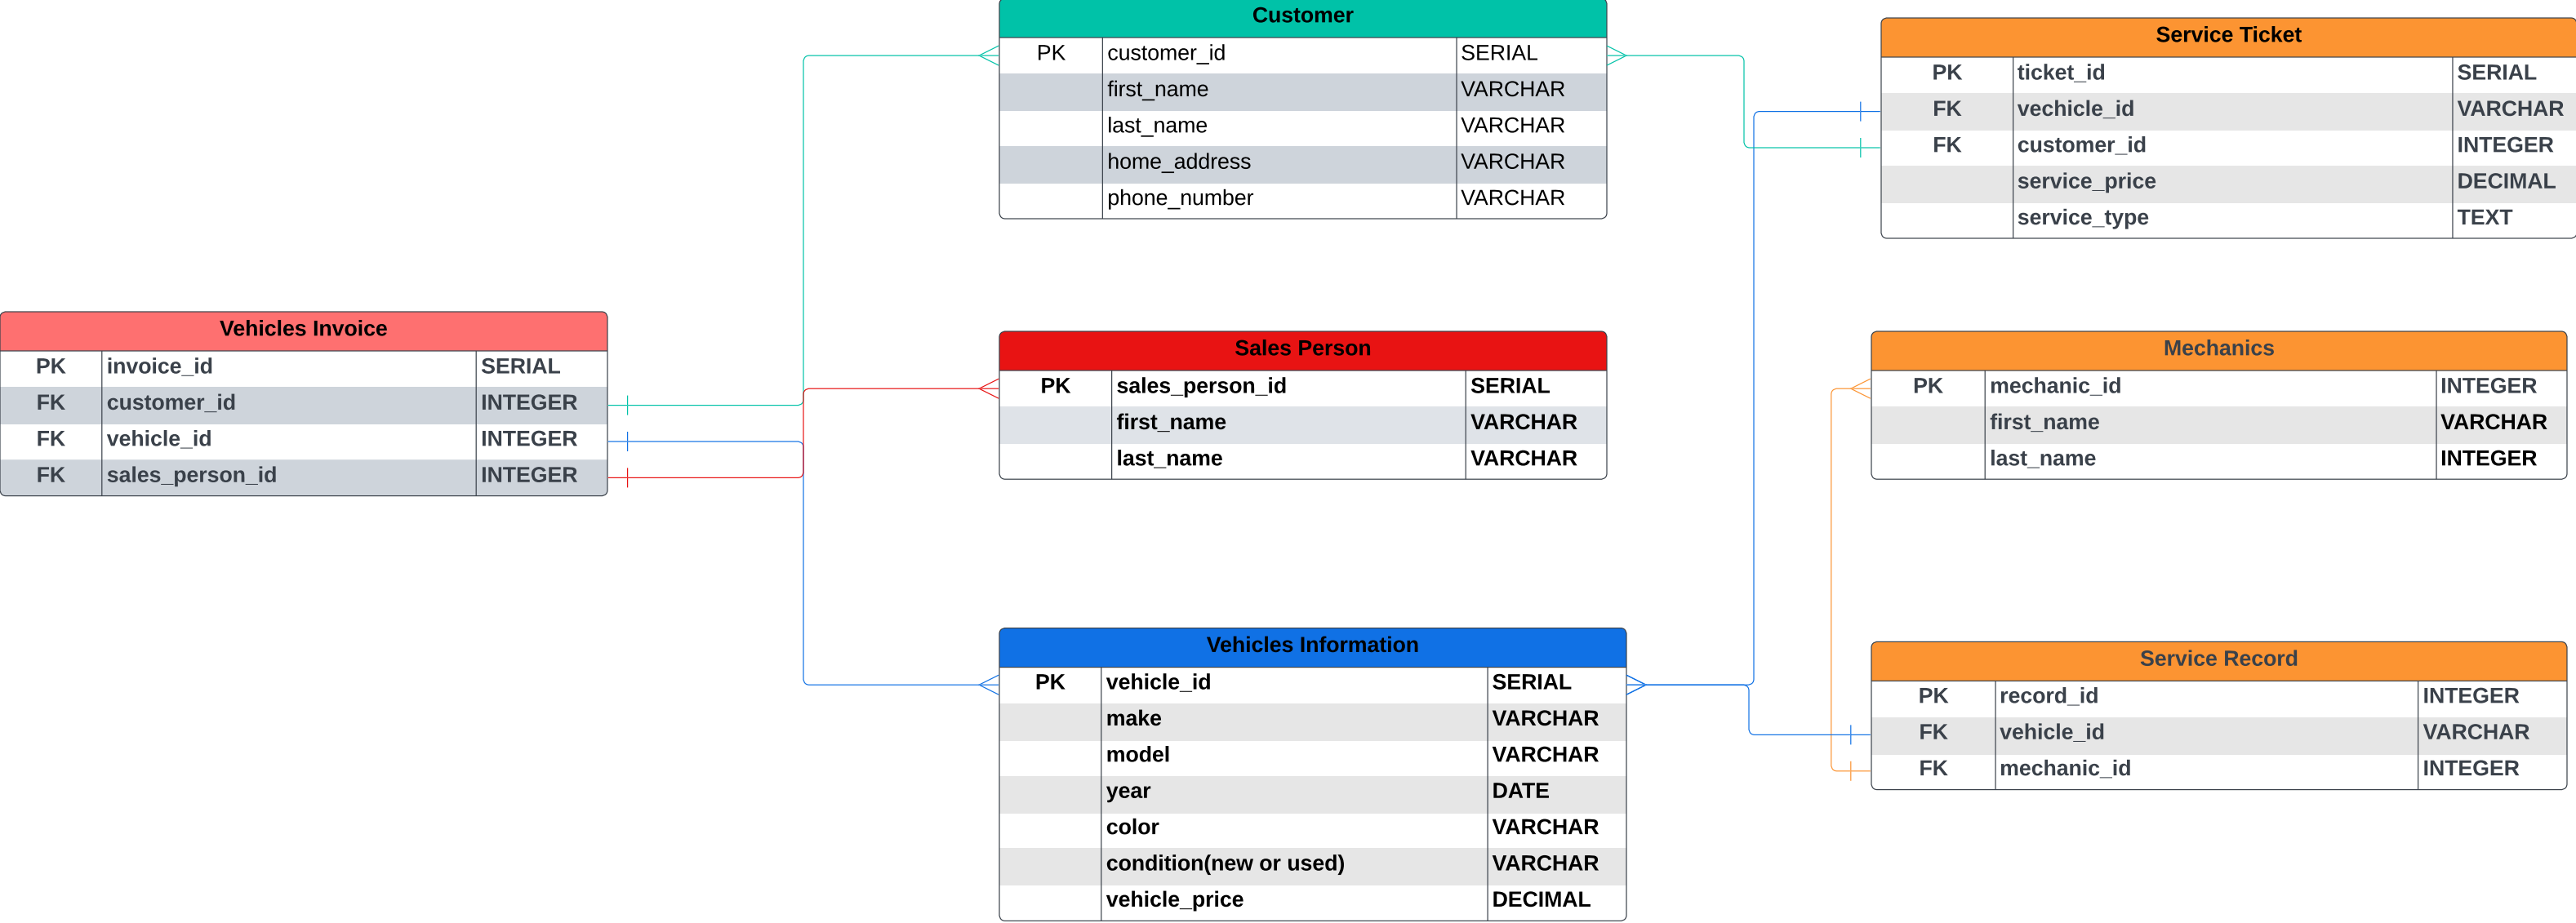 Customer
PK customer_id SERIAL
first_name VARCHAR
last_name VARCHAR
home_address VARCHAR
phone_number VARCHAR
Service Ticket
PK ticket_id SERIAL
FK vechicle_id VARCHAR
FK customer_id INTEGER
service_price DECIMAL
service_type TEXT
Vehicles Invoice
PK invoice_id SERIAL
FK customer_id INTEGER
FK vehicle_id INTEGER
FK sales_person_id INTEGER
Sales Person
PK sales_person_id SERIAL
first_name VARCHAR
last_name VARCHAR
Mechanics
PK mechanic_id INTEGER
first_name VARCHAR
last_name INTEGER
Vehicles Information
PK vehicle_id SERIAL
make VARCHAR
model VARCHAR
year DATE
color VARCHAR
condition(new or used) VARCHAR
vehicle_price DECIMAL
Service Record
PK record_id INTEGER
FK vehicle_id VARCHAR
FK mechanic_id INTEGER